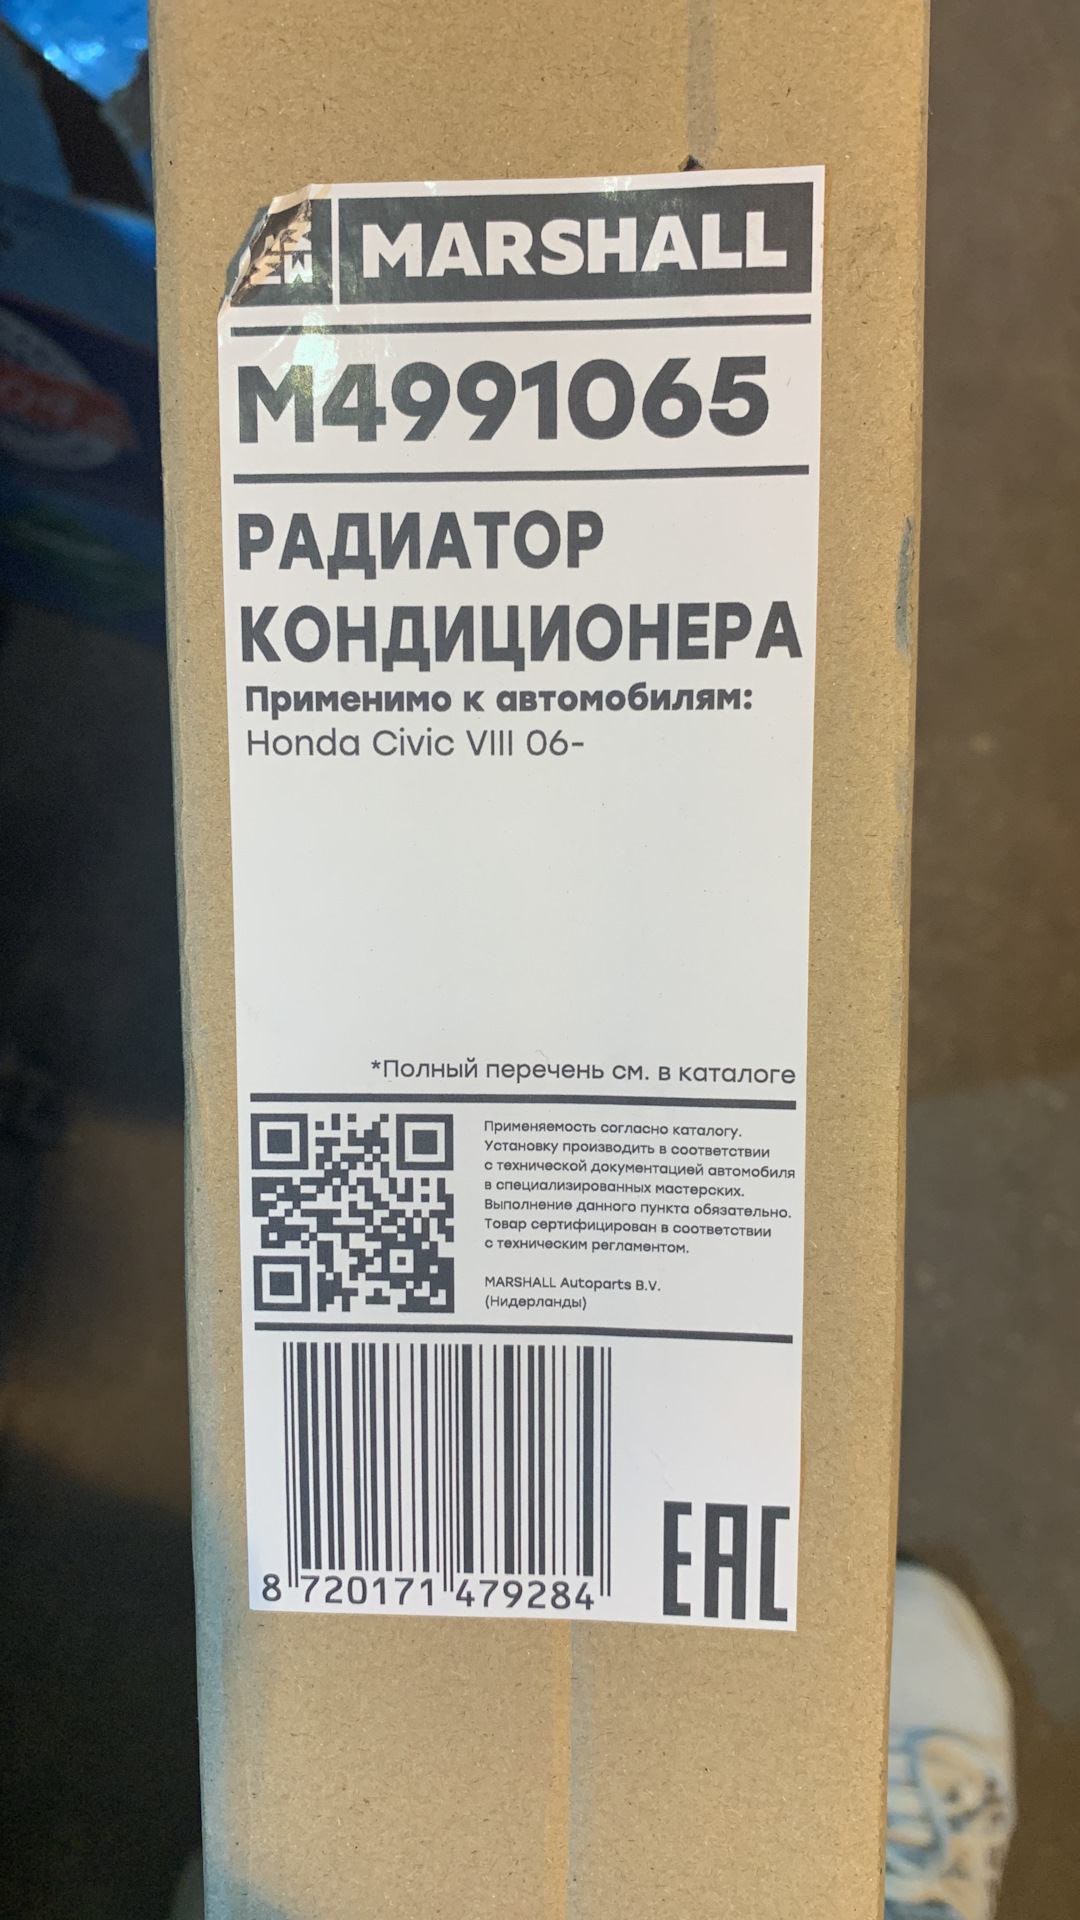 MARSHALL
M4991065
РАДИАТОР
КОНДИЦИОНЕРА
Применимо к автомобилям:
Honda Civic VIII 06-
*Полный перечень см. в каталоге
Применяемость согласно каталогу.
Установку производить в соответствии
с технической документацией автомобиля
в специализированных мастерских.
Выполнение данного пункта обязательно.
Товар сертифицирован в соответствии
с техническим регламентом.
MARSHALL Autoparts B.V.
(Нидерланды)
8 720171 479284
EAC